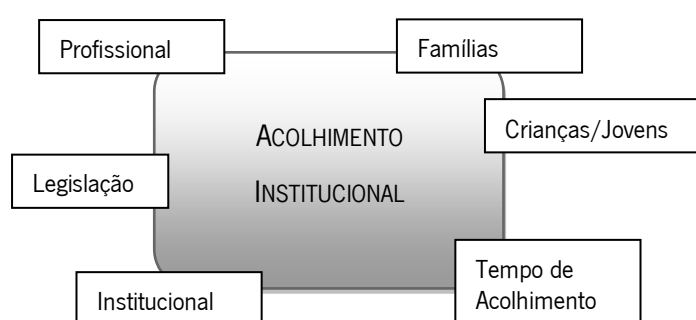 Profissional
Famílias
ACOLHIMENTO
INSTITUCIONAL
Crianças/Jovens
Legislação
Tempo de
Acolhimento
Institucional